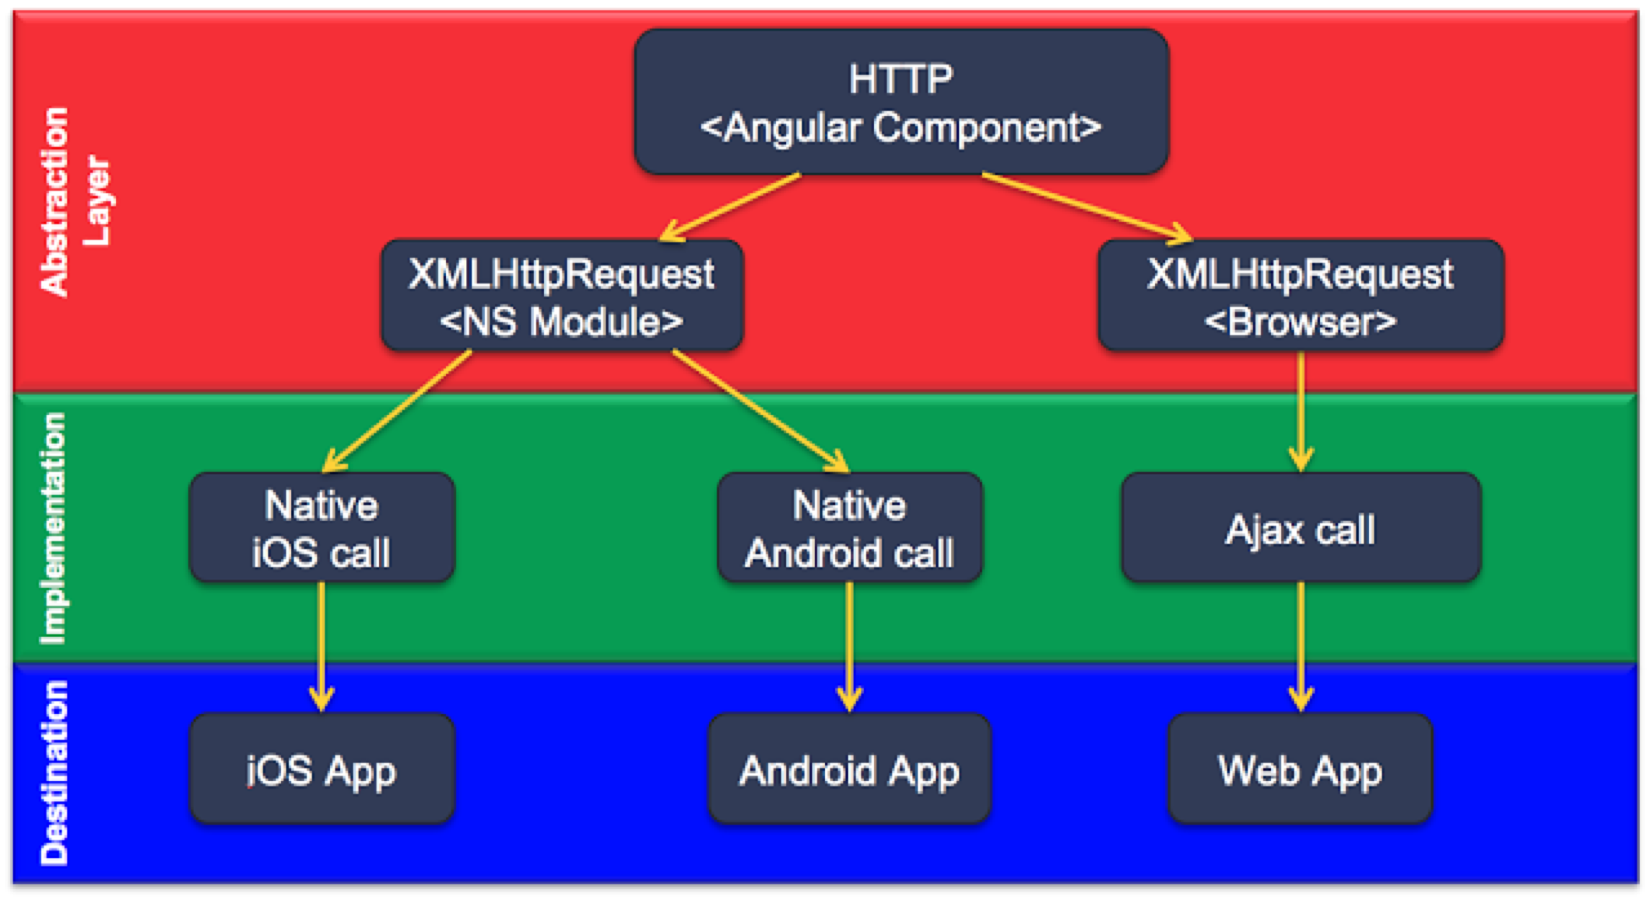 Abstraction
Layer
HTTP
<Angular Component>
XMLHttpRequest
<NS Module>
XMLHttpRequest
<Browser>
Implementation
Native
iOS call
Native
Android call
Ajax call
Destination
iOS App
Android App
Web App